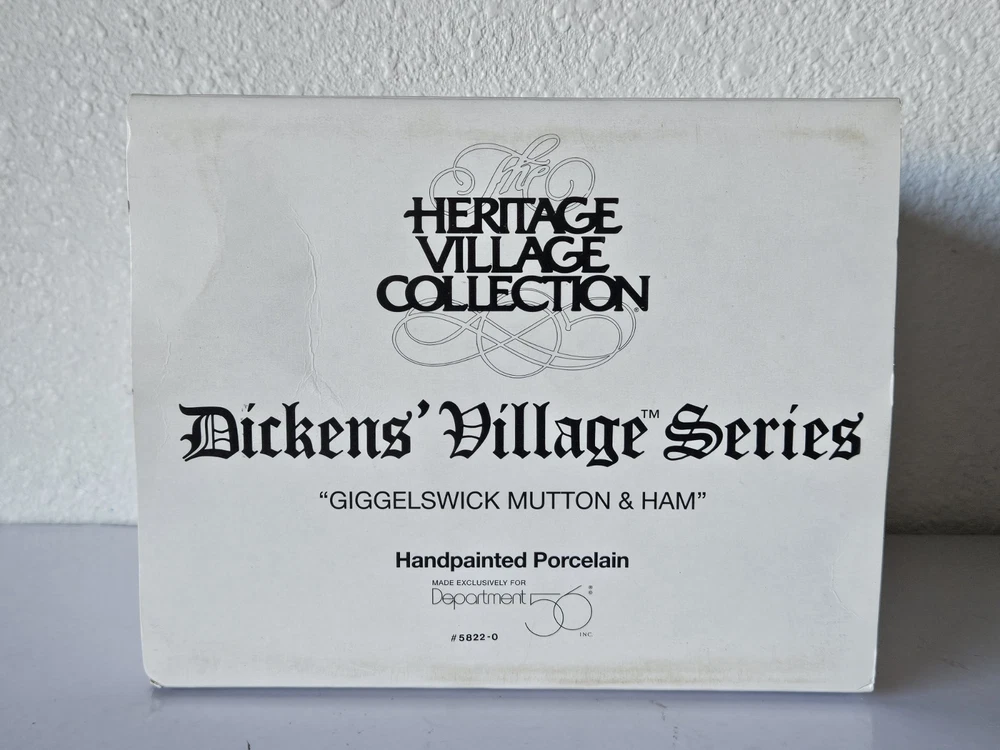 The
HERITAGE
VILLAGE
COLLECTION®
Dickens' Village™ Series
“GIGGELSWICK MUTTON & HAM”
Handpainted Porcelain
MADE EXCLUSIVELY FOR
Department 56®
INC.
#5822-0